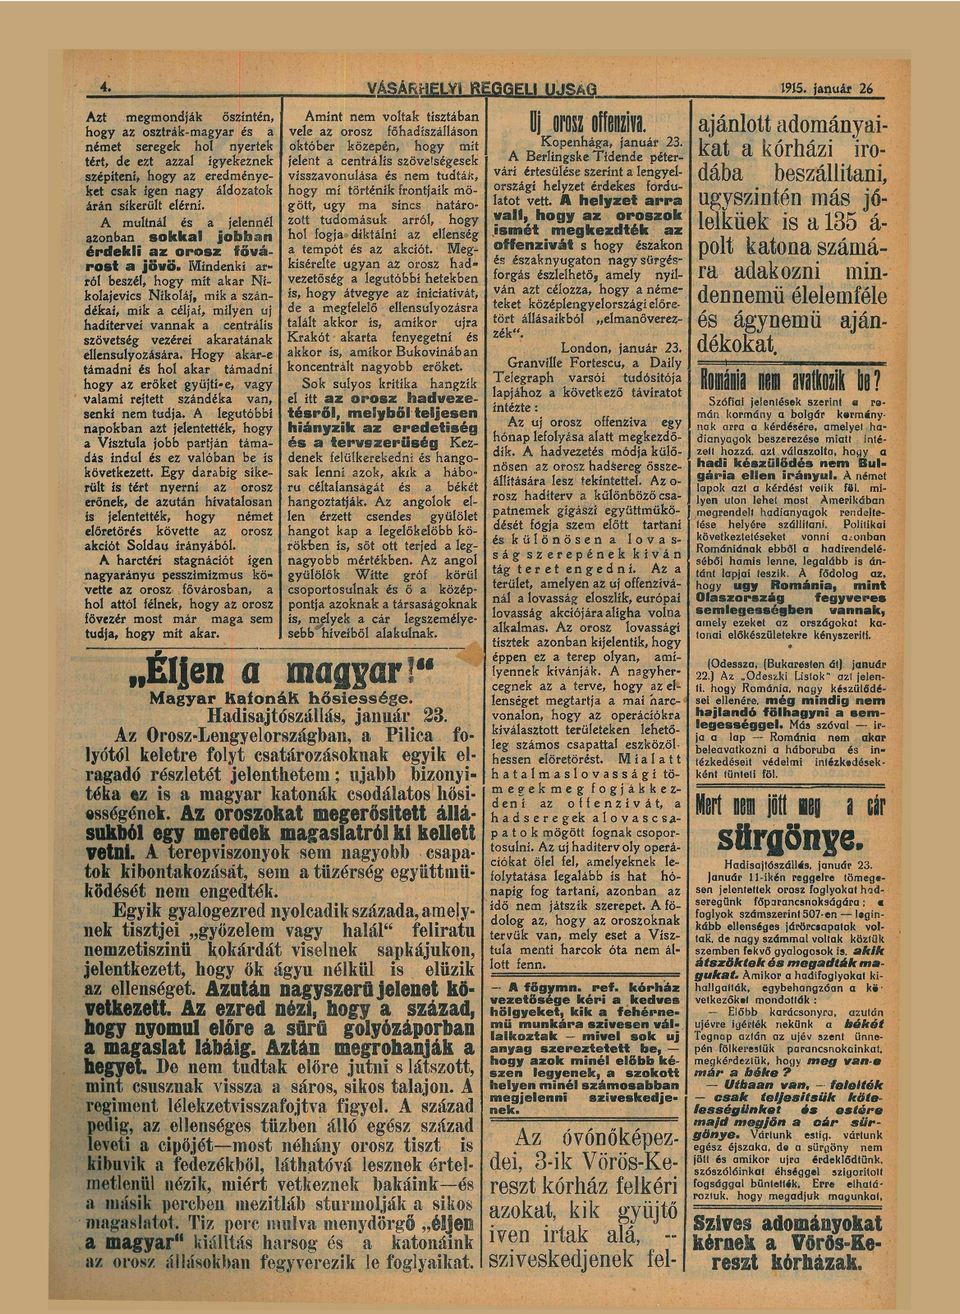 4.
VÁSÁRHELYI REGGELI UJSÁG
1915. január 26
Azt megmondják őszintén,
hogy az osztrák-magyar és a
német seregek hol nyertek
tért, de ezt azzal igyekeznek
szépíteni, hogy az eredménye-
ket csak igen nagy áldozatok
árán sikerült elérni.
A multnál és a jelennél
azonban sokkal jobban
érdekli az orosz fővá-
rost a jövő. Mindenki ar-
ról beszél, hogy mit akar Ni-
kolajevics Nikoláj, mik a szán-
dékai, mik a céljai, milyen uj
haditervei vannak a centrális
szövetség vezérei akaratának
ellensulyozására. Hogy akar-e
támadni és hol akar támadni
hogy az erőket gyüjti-e, vagy
valami rejtett szándéka van,
senki nem tudja. A legutóbbi
napokban azt jelentették, hogy
a Visztula jobb partján táma-
dás indul és ez valóban be is
következett. Egy darabig sike-
rült is tért nyerni az orosz
erőnek, de azután hivatalosan
is jelentették, hogy német
előretörés követte az orosz
akciót Soldau irányából.
A harctéri stagnációt igen
nagyarányu pesszimizmus kö-
vette az orosz fővárosban, a
hol attól félnek, hogy az orosz
fővezér most már maga sem
tudja, hogy mit akar.
Amint nem voltak tisztában
vele az orosz főhadiszálláson
október közepén, hogy mit
jelent a centrális szövetségesek
visszavonulása és nem tudták,
hogy mi történik frontjaik mö-
gött, ugy ma sincs határo-
zott tudomásuk arról, hogy
hol fogja diktálni az ellenség
a tempót és az akciót. Meg-
kisérelte ugyan az orosz had-
vezetőség a legutóbbi hetekben
is, hogy átvegye az iniciativát,
de a megfelelő ellensulyozásra
talált akkor is, amikor ujra
Krakót akarta fenyegetni és
akkor is, amikor Bukovinában
koncentrált nagyobb erőket.
Sok sulyos kritika hangzik
el itt az orosz hadveze-
tésről, melyből teljesen
hiányzik az eredetiség
és a tervszerüség Kez-
denek felülkerekedni és hango-
sak lenni azok, akik a hábo-
ru céltalanságát és a békét
hangoztatják. Az angolok el-
len érzett csendes gyülölet
hangot kap a legelőkelőbb kö-
rökben is, sőt ott terjed a leg-
nagyobb mértékben. Az angol
gyülölők Witte gróf körül
csoportosulnak és ő a közép-
pontja azoknak a társaságoknak
is, melyek a cár legszemélye-
sebb hiveiből alakulnak.
„Éljen a magyar!"
Magyar katonák hősiessége.
Hadisajtószállás, január 23.
Az Orosz-Lengyelországban, a Pilica fo-
lyótól keletre folyt csatározásoknak egyik el-
ragadó részletét jelenthetem; ujabb bizonyi-
téka ez is a magyar katonák csodálatos hősi-
ességének. Az oroszokat megerősitett állá-
sukból egy meredek magaslatról ki kellett
vetni. A terepviszonyok sem nagyobb csapa-
tok kibontakozását, sem a tüzérség együttmü-
ködését nem engedték.
Egyik gyalogezred nyolcadik százada, amely-
nek tisztjei „győzelem vagy halál" feliratu
nemzetiszinü kokárdát viselnek sapkájukon,
jelentkezett, hogy ők ágyu nélkül is elüzik
az ellenséget. Azután nagyszerű jelenet kö-
vetkezett. Az ezred nézi, hogy a század,
hogy nyomul előre a sürü golyózáporban
a magaslat lábáig. Aztán megrohanják a
hegyet. De nem tudtak előre jutni s látszott,
mint csusznak vissza a sáros, sikos talajon. A
regiment lélekzetvisszafojtva figyel. A század
pedig, az ellenséges tüzben álló egész század
leveti a cipőjét—most néhány orosz tiszt is
kibuvik a fedezékből, láthatóvá lesznek értel-
metlenül nézik, miért vetkeznek bakáink—és
a másik percben mezitláb sturmolják a sikos
magaslatot. Tiz perc mulva menydörgő „éljen
a magyar" kiálltás harsog és a katonáink
az orosz állásokban fegyverezik le foglyaikat.
Uj orosz offenziva.
Kopenhága, január 23.
A Berlingske Tidende péter-
vári értesülése szerint a lengyel-
országi helyzet érdekes fordu-
latot vett. A helyzet arra
vall, hogy az oroszok
ismét megkezdték az
offenzivát s hogy északon
és északnyugaton nagy sürgés-
forgás észlelhető, amely nyil-
ván azt célozza, hogy a néme-
teket középlengyelországi előre-
tört állásaikból „elmanőverez-
zék".
London, január 23.
Granville Fortescu, a Daily
Telegraph varsói tudósítója
lapjához a következő táviratot
intézte:
Az uj orosz offenziva egy
hónap lefolyása alatt megkezdő-
dik. A hadvezetés módja külö-
nösen az orosz hadsereg össze-
állítására lesz tekintettel. Az o-
rosz haditerv a különböző csa-
patnemek gigászi együttmükö-
dését fogja szem előtt tartani
és különösen a lovas-
ság szerepének kiván
tág teret engedni. Az a
terület, amelyen az uj offenzivá-
nál a lovasság eloszlik, európai
lovasság akciójára aligha volna
alkalmas. Az orosz lovassági
tisztek azonban kijelentik, hogy
éppen ez a terep olyan, ami-
lyennek kivánják. A nagyher-
cegnek az a terve, hogy az el-
lenséget megtartja a mai harc-
vonalon, hogy az operációkra
kiválasztott területeken lehető-
leg számos csapattal eszközöl-
hessen előretörést. Mialatt
hatalmas lovassági tö-
megek meg fogják kez-
deni az offenzivát, a
hadseregek a lovascsa-
patok mögött fognak csopor-
tosulni. Az uj haditerv oly operá-
ciókat ölel fel, amelyeknek le-
folytatása legalább is hat hó-
napig fog tartani, azonban az
idő nem játszik szerepet. A fő-
dolog az, hogy az oroszoknak
tervük van, mely eset a Visz-
tula menti harcok óta nem ál-
lott fenn.
— A főgymn. ref. kórház
vezetősége kéri a kedves
hölgyeket, kik a fehérne-
mü munkára szivesen vál-
lalkoztak — mivel sok uj
anyag szereztetett be, —
hogy azok minél előbb ké-
szen legyenek, a szokott
helyen minél számosabban
megjelenni sziveskedje-
nek.
Az óvónőképez-
dei, 3-ik Vörös-Ke-
reszt kórház felkéri
azokat, kik gyüjtő
iven irtak alá, --
sziveskedjenek fel-
ajánlott adományai-
kat a kórházi iro-
dába beszállitani,
ugyszintén más jó-
lelküek is a 135 á-
polt katona számá-
ra adakozni min-
dennemü élelemféle
és ágynemü aján-
dékokat.
Románia nem avatkozik be?
Szófiai jelentések szerint a ro-
mán kormány a bolgár kormány-
nak arra a kérdésére, amelyet ha-
dianyagok beszerezése miatt inté-
zett hozzá, azt válaszolta, hogy a
hadi készülődés nem Bul-
gária ellen irányul. A német
lapok azt a kérdést vetik föl, mi-
lyen uton lehet most Amerikában
megrendelt hadianyagok rendelte-
tése helyére szállitani. Politikai
következtetéseket vonni azonban
Romániának ebből a hadirendelé-
séből hamis lenne, legalább is án-
tánt lapjai teszik. A fődolog az,
hogy ugy Románia, mint
Olaszország fegyveres
semlegességben vannak,
amely ezeket az országokat ka-
tonai előkészületekre kényszeriti.
*
(Odessza, (Bukaresten át) január
22.) Az „Odeszki Listok" azt jelen-
ti, hogy Románia, nagy készülődé-
sei ellenére, még mindig nem
hajlandó fölhagyni a sem-
legességgel. Más szóval — ir-
ja a lap — Románia nem akar
beleavatkozni a háboruba és in-
tézkedéseit védelmi intézkedések-
ként tünteti föl.
Mert nem jött meg a cár
sürgönye.
Hadisajtószállás, január 23.
Január 11-ikén reggelre tömege-
sen jelentettek orosz foglyokat had-
seregünk főparancsnokságára; a
foglyok számszerint 507-en — legin-
kább ellenséges járőrcsapatok vol-
tak, de nagy számmal voltak köztük
szemben fekvő gyalogosok is, akik
átszöktek és megadták ma-
gukat. Amikor a hadifoglyokat ki-
hallgatták, egybehangzóan a kö-
vetkezőket mondották:
— Előbb karácsonyra, azután
ujévre igérték nekünk a békét
Tegnap aztán az ujév szent ünne-
pén fölkerestük parancsnokainkat,
megkérdeztük, hogy meg van-e
már a béke?
— Utban van, — felelték
— csak teljesitsük köte-
lességünket és estére
majd megjön a cár sür-
gönye. Vártunk estig, vártunk
egész éjszaka, de a sürgöny nem
jött és amikor ujra érdeklődtünk,
szószólóinkat éhséggel szigoritott
fogsággal büntették. Erre elhatá-
roztuk, hogy megadjuk magunkat.
Szives adományokat
kérnek a Vörös-Ke-
reszt kórházak.